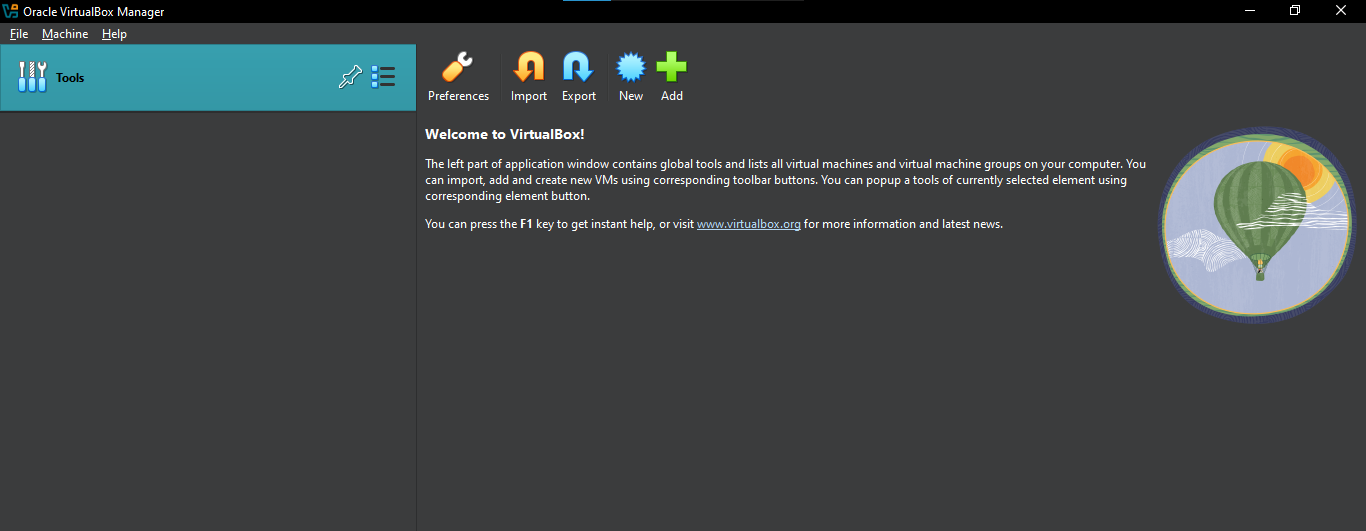 Oracle VirtualBox Manager
File Machine Help
Tools
Preferences Import Export New Add
Welcome to VirtualBox!
The left part of application window contains global tools and lists all virtual machines and virtual machine groups on your computer. You
can import, add and create new VMs using corresponding toolbar buttons. You can popup a tools of currently selected element using
corresponding element button.
You can press the F1 key to get instant help, or visit www.virtualbox.org for more information and latest news.